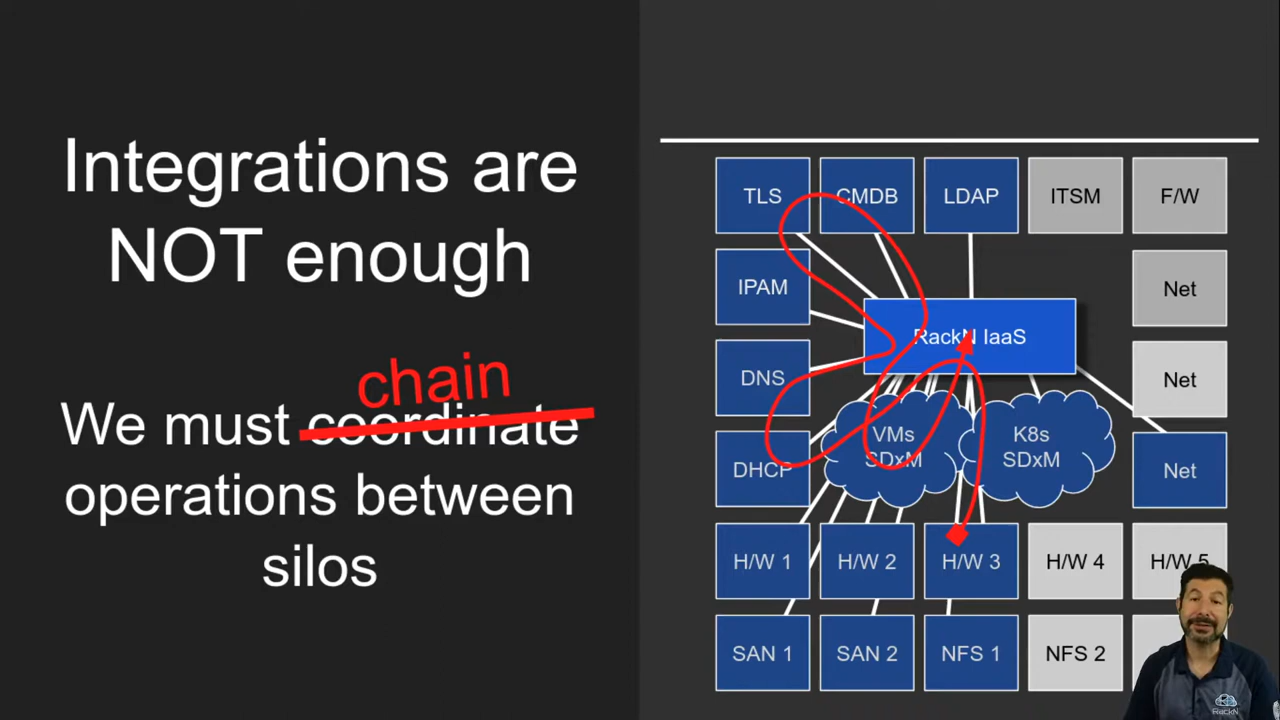 Integrations are
NOT enough
chain
We must coordinate
operations between
silos
TLS
CMDB
LDAP
ITSM
F/W
IPAM
Net
RackN IaaS
DNS
Net
VMs
SDxM
K8s
SDxM
DHCP
Net
H/W 1
H/W 2
H/W 3
H/W 4
H/W 5
SAN 1
SAN 2
NFS 1
NFS 2
RackN